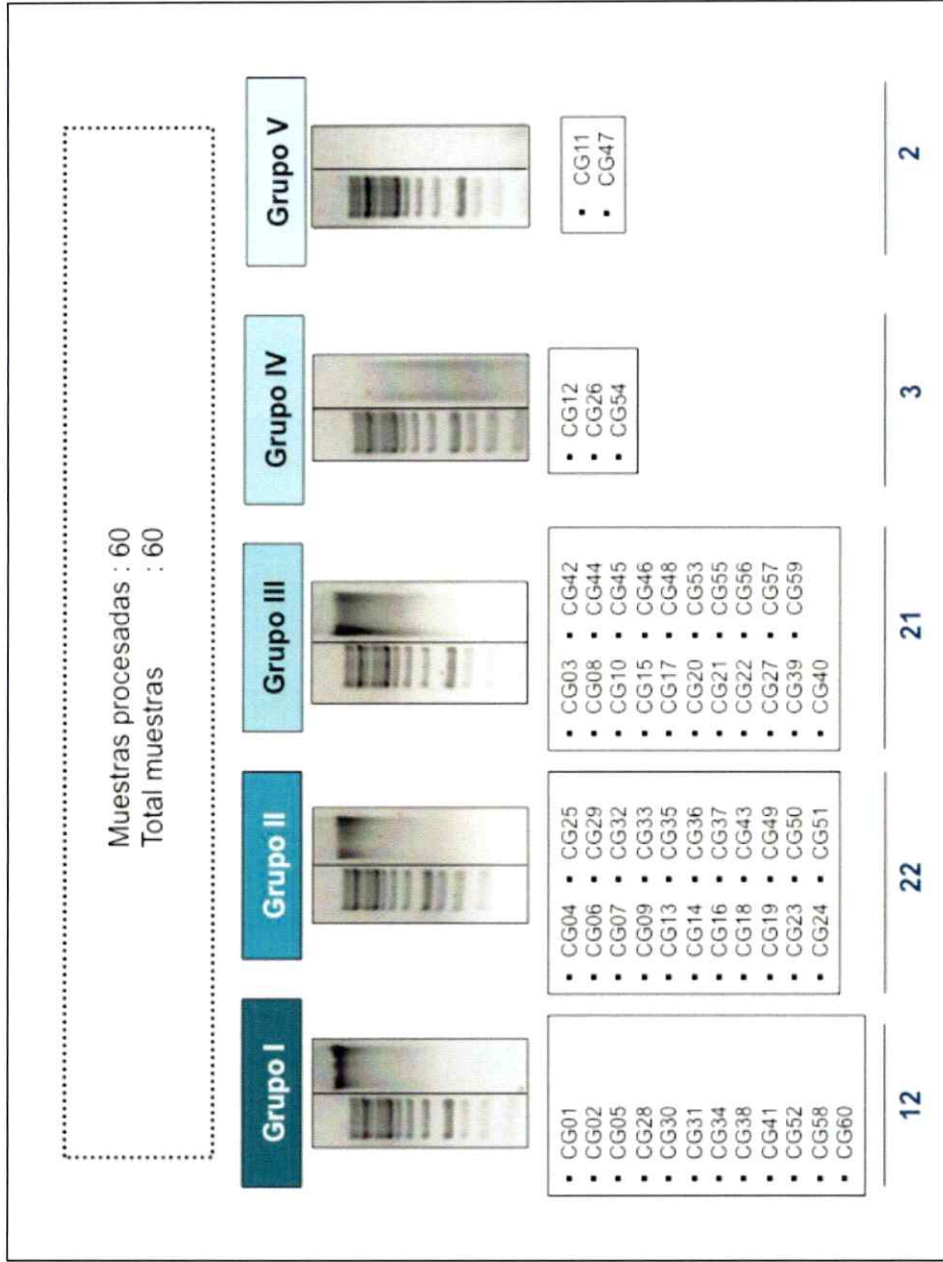 Muestras procesadas : 60
Total muestras : 60
Grupo I
Grupo II
Grupo III
Grupo IV
Grupo V
▪ CG01
▪ CG02
▪ CG05
▪ CG28
▪ CG30
▪ CG31
▪ CG34
▪ CG38
▪ CG41
▪ CG52
▪ CG58
▪ CG60
▪ CG04 ▪ CG25
▪ CG06 ▪ CG29
▪ CG07 ▪ CG32
▪ CG09 ▪ CG33
▪ CG13 ▪ CG35
▪ CG14 ▪ CG36
▪ CG16 ▪ CG37
▪ CG18 ▪ CG43
▪ CG19 ▪ CG49
▪ CG23 ▪ CG50
▪ CG24 ▪ CG51
▪ CG03 ▪ CG42
▪ CG08 ▪ CG44
▪ CG10 ▪ CG45
▪ CG15 ▪ CG46
▪ CG17 ▪ CG48
▪ CG20 ▪ CG53
▪ CG21 ▪ CG55
▪ CG22 ▪ CG56
▪ CG27 ▪ CG57
▪ CG39 ▪ CG59
▪ CG40
▪ CG12
▪ CG26
▪ CG54
▪ CG11
▪ CG47
12
22
21
3
2